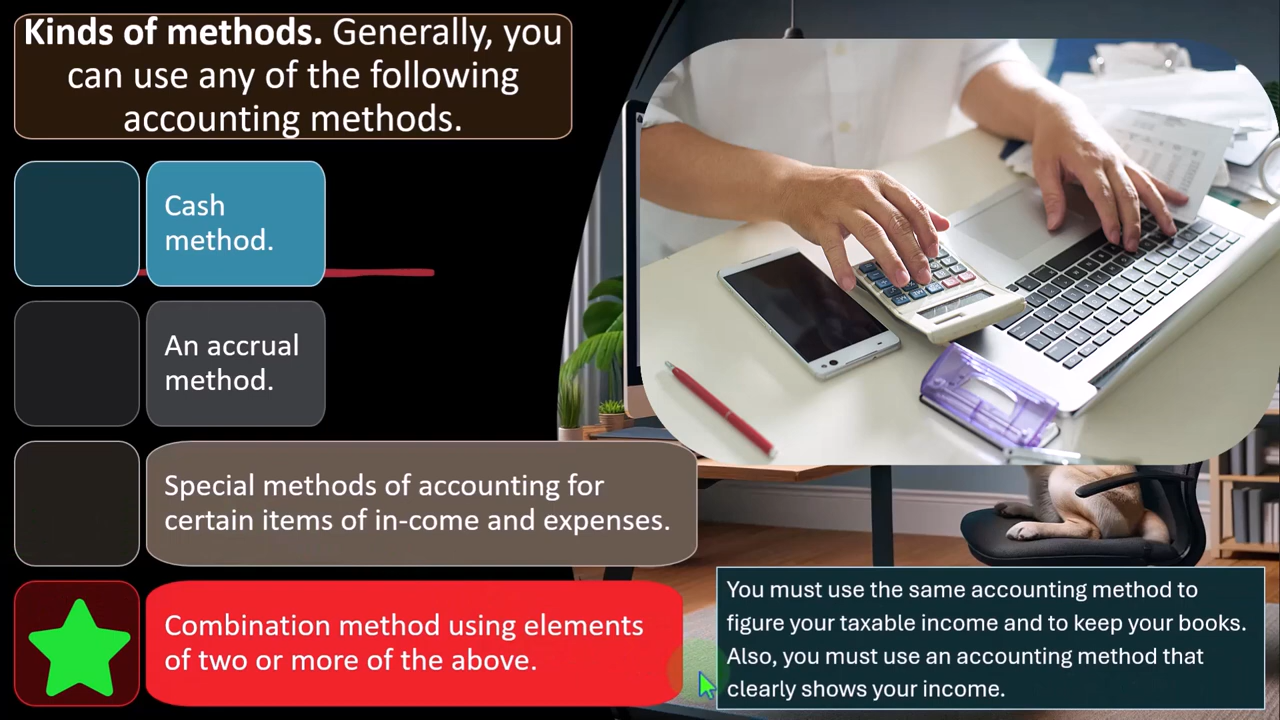 Kinds of methods. Generally, you
can use any of the following
accounting methods.
Cash
method.
An accrual
method.
Special methods of accounting for
certain items of in-come and expenses.
Combination method using elements
of two or more of the above.
You must use the same accounting method to
figure your taxable income and to keep your books.
Also, you must use an accounting method that
clearly shows your income.